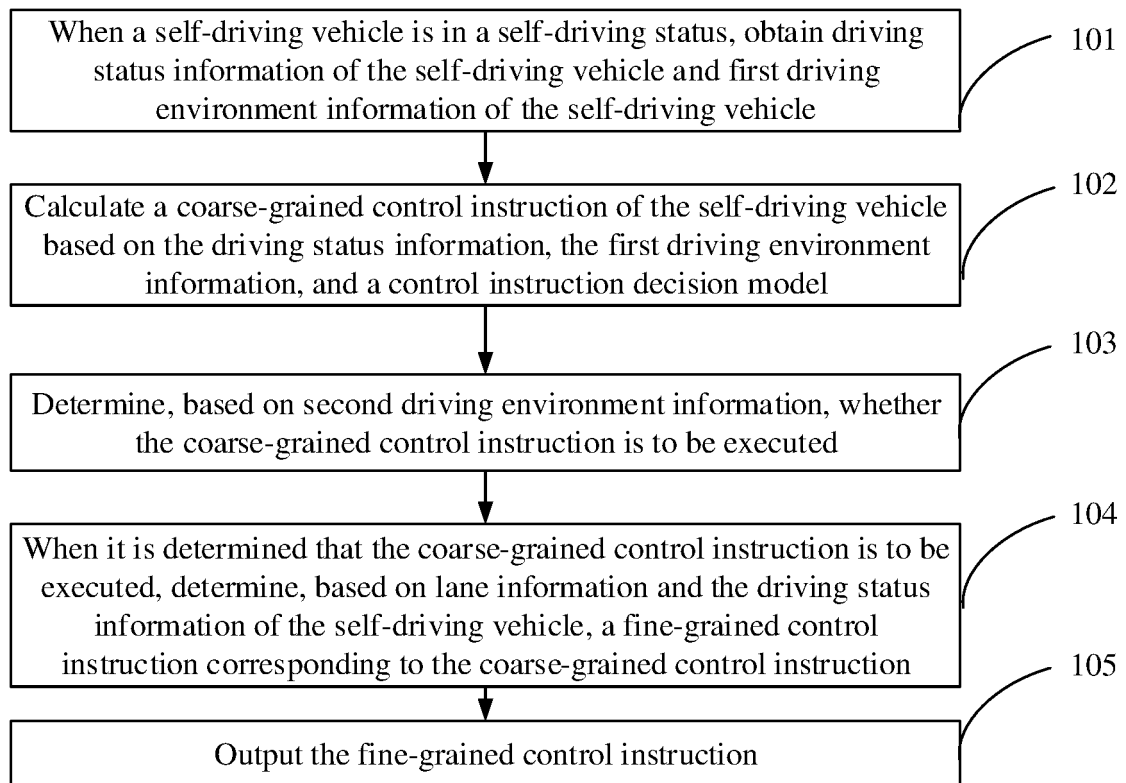 When a self-driving vehicle is in a self-driving status, obtain driving
status information of the self-driving vehicle and first driving
environment information of the self-driving vehicle
101
Calculate a coarse-grained control instruction of the self-driving vehicle
based on the driving status information, the first driving environment
information, and a control instruction decision model
102
Determine, based on second driving environment information, whether
the coarse-grained control instruction is to be executed
103
When it is determined that the coarse-grained control instruction is to be
executed, determine, based on lane information and the driving status
information of the self-driving vehicle, a fine-grained control
instruction corresponding to the coarse-grained control instruction
104
Output the fine-grained control instruction
105